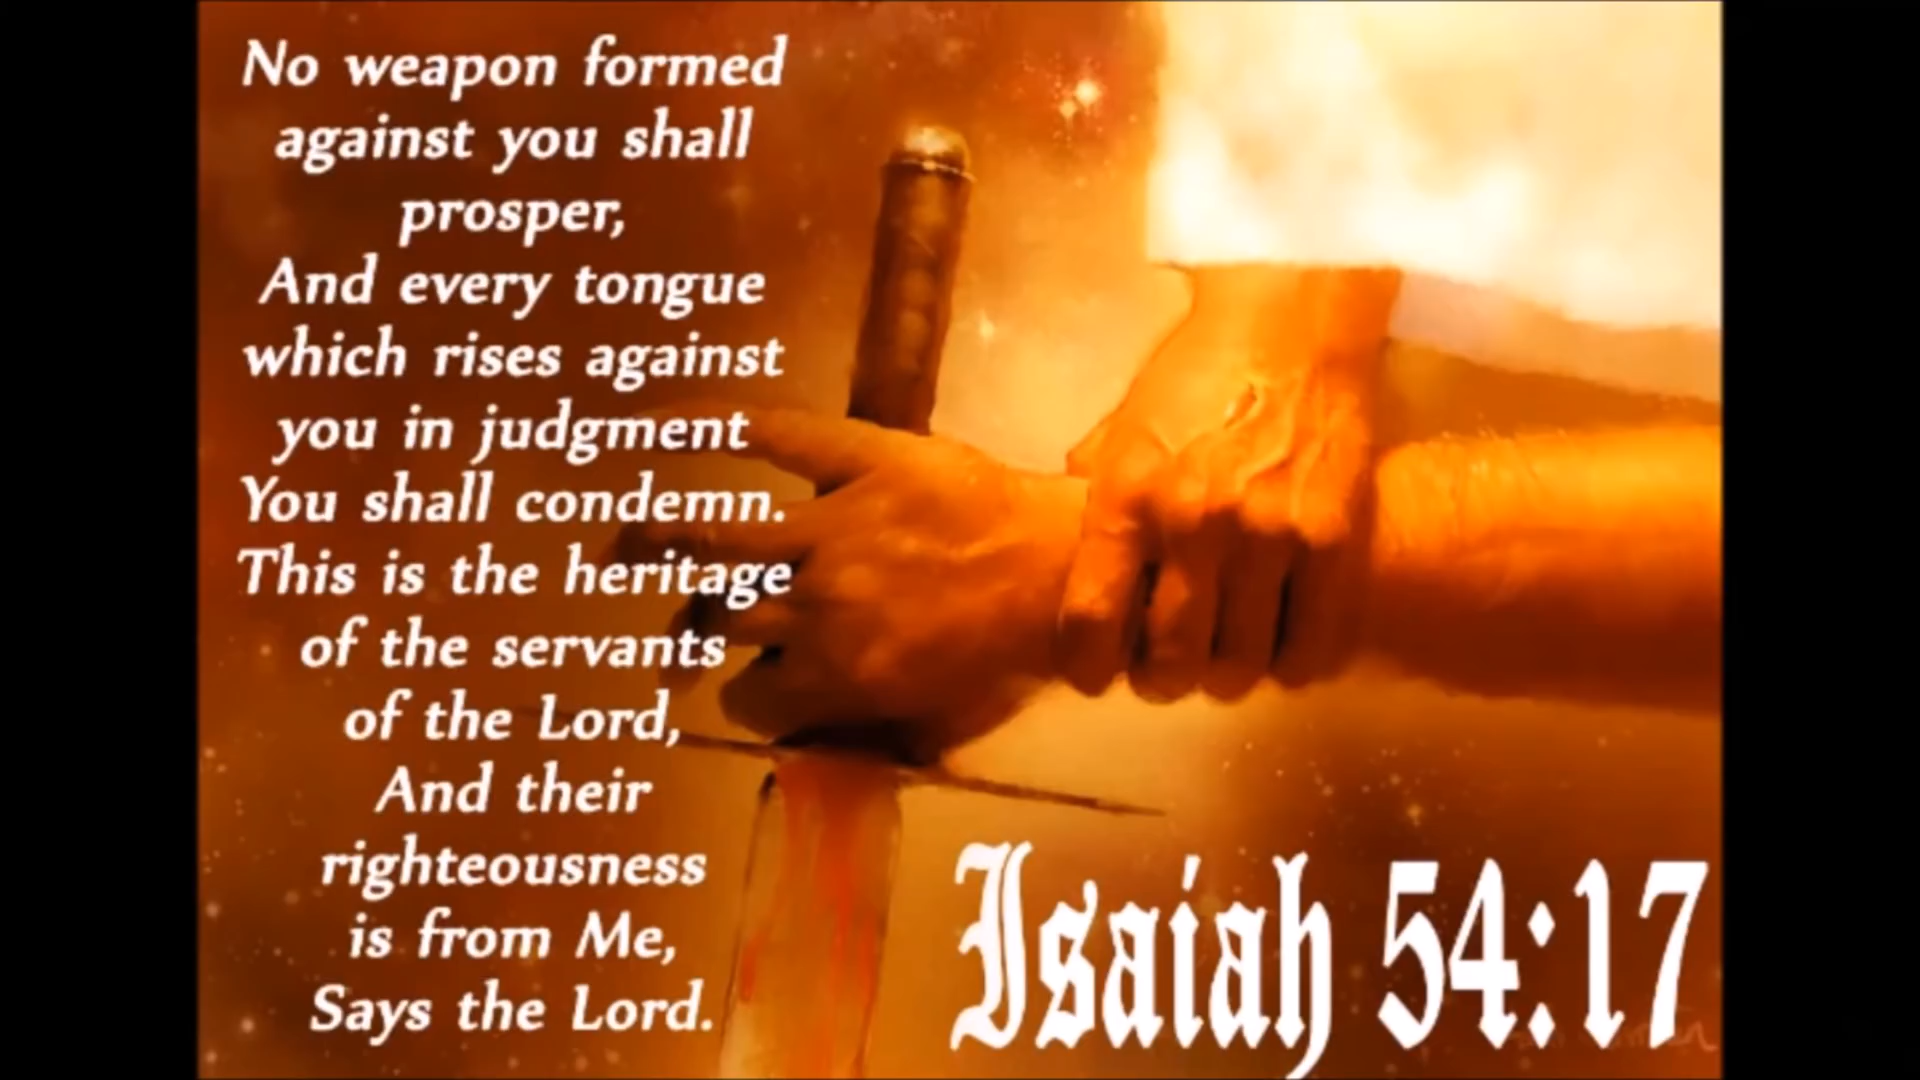 No weapon formed
against you shall
prosper,
And every tongue
which rises against
you in judgment
You shall condemn.
This is the heritage
of the servants
of the Lord,
And their
righteousness
is from Me,
Says the Lord.
Isaiah 54:17